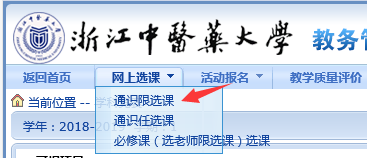 浙江中醫藥大學 教务管
返回首页 网上选课 活动报名 教学质量评价
当前位置 --
通识限选课
学年：2018-20
通识任选课
必修课（选老师限选课）选课